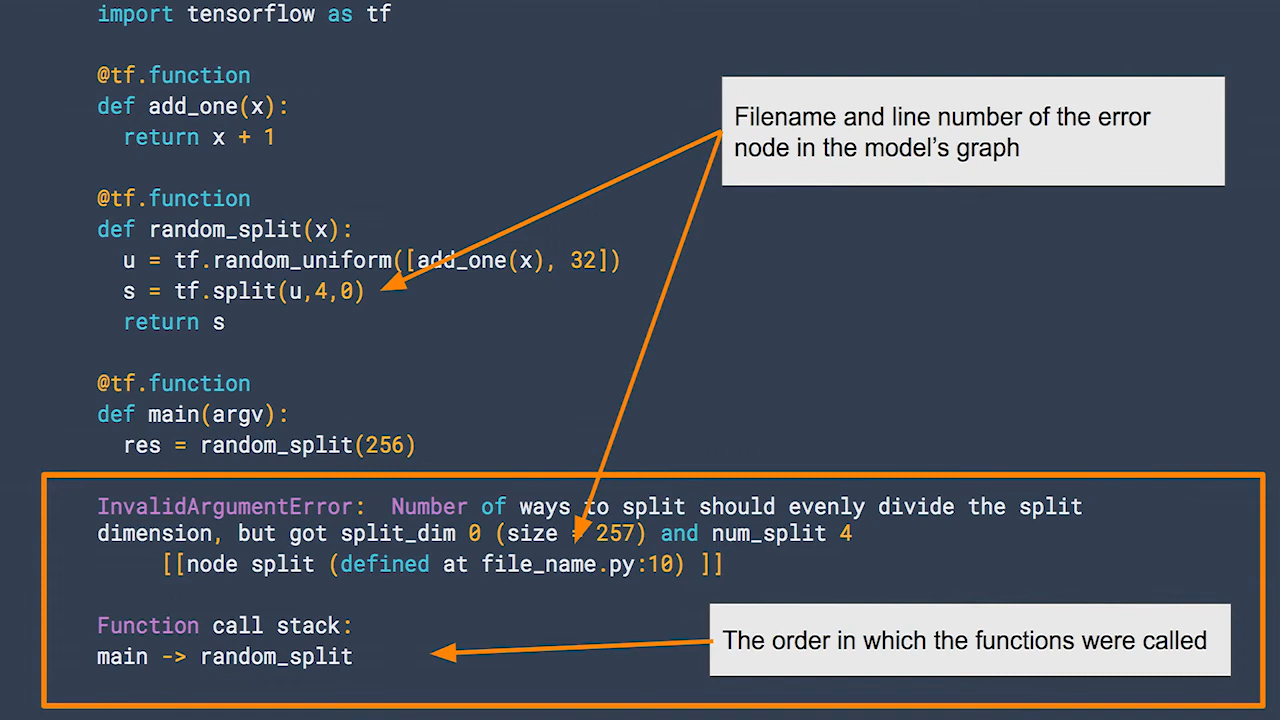 import tensorflow as tf
@tf.function
def add_one(x):
return x + 1
@tf.function
def random_split(x):
u = tf.random_uniform([add_one(x), 32])
s = tf.split(u,4,0)
return s
@tf.function
def main(argv):
res = random_split(256)
Filename and line number of the error
node in the model's graph
InvalidArgumentError: Number of ways to split should evenly divide the split
dimension, but got split_dim 0 (size = 257) and num_split 4
[[node split (defined at file_name.py:10) ]]
Function call stack:
main -> random_split
The order in which the functions were called